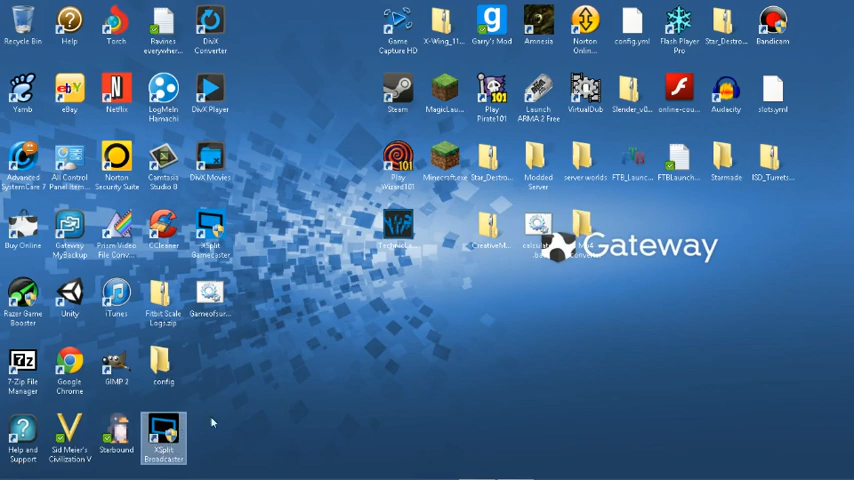 Recycle Bin
Help
Torch
Ravines
everywhe...
DivX
Converter
Game
Capture HD
X-Wing_11...
Garry's Mod
Amnesia
Norton
Onlin...
config.yml
Flash Player
Pro
Star_Destro...
Bandicam
Yarnb
eBay
Netflix
LogMeIn
Hamachi
DivX Player
Steam
MagicLau...
Play
Pirate101
Launch
ARMA 2 Free
VirtualDub
Slender_v0...
online-cou...
Audacity
slots.yml
Advanced
SystemCare 7
All Control
Panel Item...
Norton
Security Suite
Camtasia
Studio 8
DivX Movies
Play
Wizard101
Minecraft.exe
Star_Destro...
Modded
Server
server worlds
FTB_Launc...
FTBLaunch...
Starmade
ISD_Turrets...
Buy Online
Gateway
MyBackup
Prism Video
File Conv...
CCleaner
XSplit
Gamecaster
TechnicLa...
CreativeM...
Gateway
Razor Game
Booster
Unity
iTunes
Fitbit Scale
Logs.zip
Gameofsur...
7-Zip File
Manager
Google
Chrome
GIMP 2
config
Help and
Support
Sid Meier's
Civilization V
Starbound
XSplit
Broadcaster